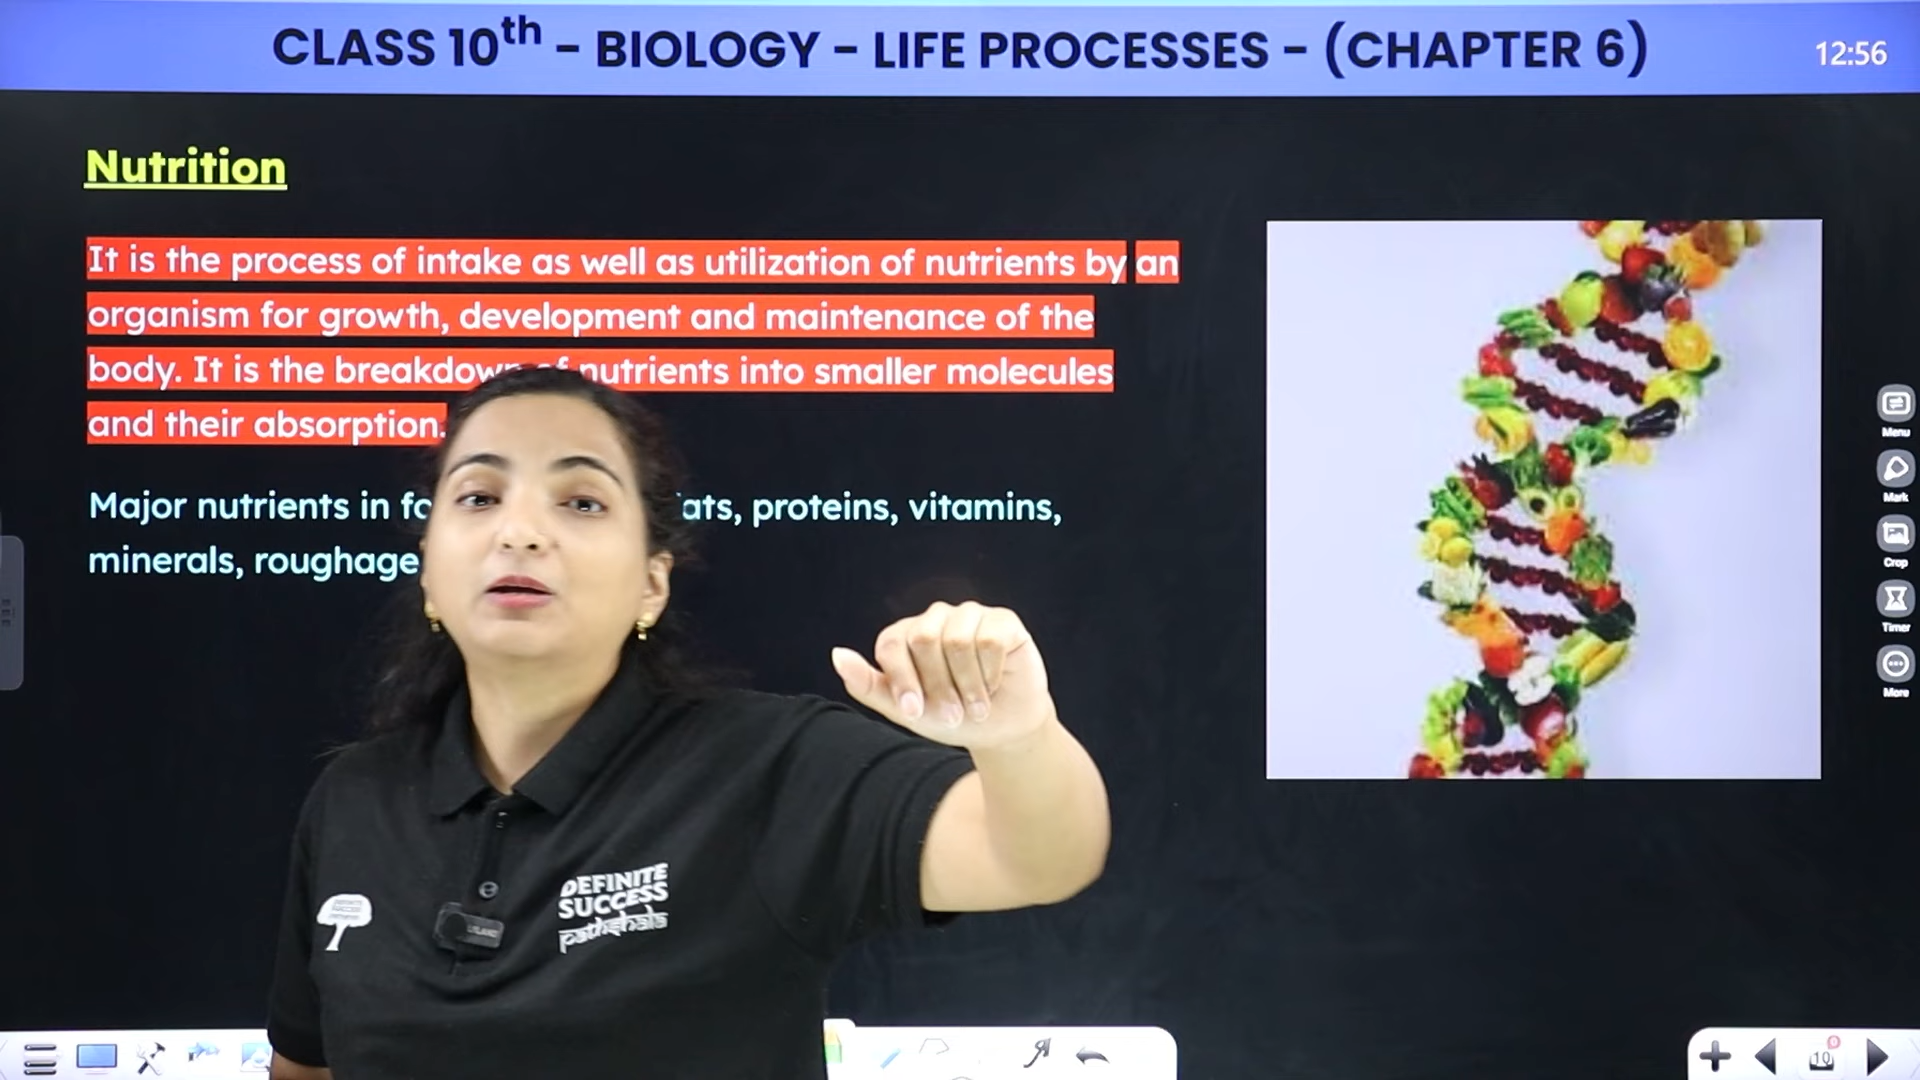 CLASS 10th - BIOLOGY - LIFE PROCESSES - (CHAPTER 6)
12:56
Nutrition
It is the process of intake as well as utilization of nutrients by an
organism for growth, development and maintenance of the
body. It is the breakdown of nutrients into smaller molecules
and their absorption.
Major nutrients in proteins, vitamins,
minerals, roughage
Menu
Mark
Crop
Timer
More
DEFINITE
SUCCESS
pathshala
10